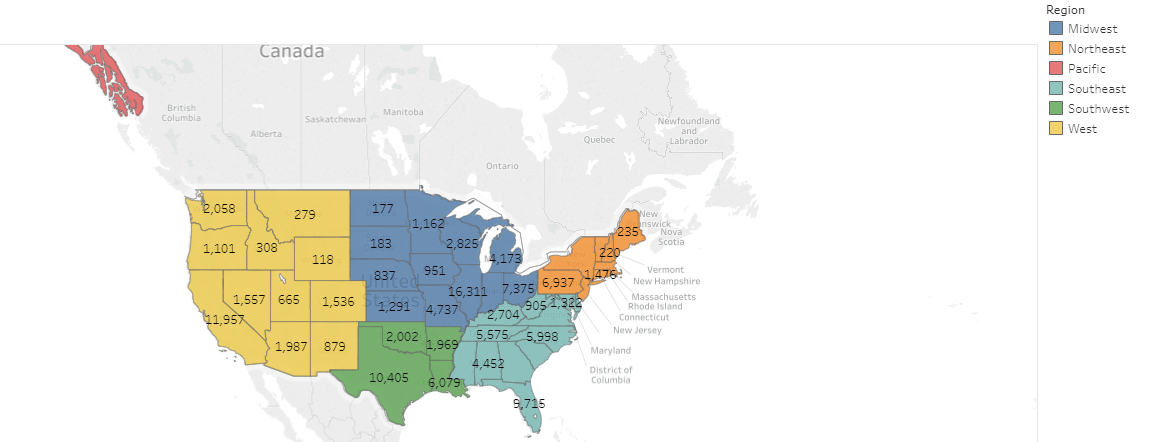 Region
Midwest
Northeast
Pacific
Southeast
Southwest
West
Canada
British
Columbia
Alberta
Saskatchewan
Manitoba
Ontario
Quebec
Newfoundland
and
Labrador
New
nswick
Nova
Scotia
2,058
279
177
1,162
235
1,101
308
118
183
2,825
4,173
220
837
951
1,476
United
States
1,557
665
1,536
1,291
16,311
7,375
6,937
11,957
4,737
2,704
905
1,322
1,987
879
2,002
1,969
5,575
5,998
10,405
6,079
4,452
9,715
Vermont
New Hampshire
Massachusetts
Rhode Island
Connecticut
New Jersey
Maryland
District of
Columbia